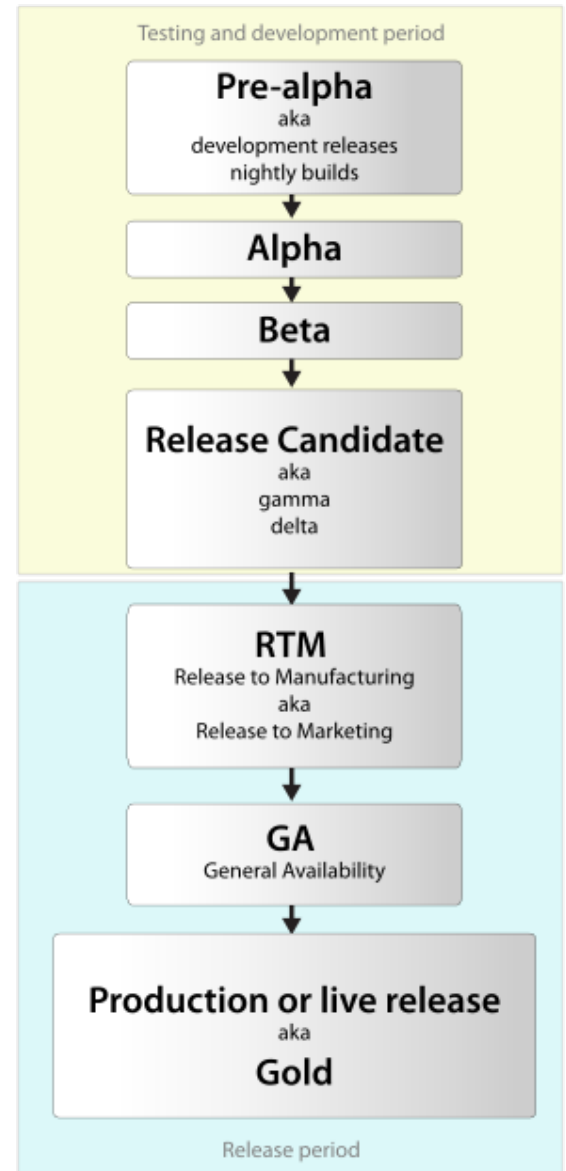 Testing and development period
Pre-alpha
aka
development releases
nightly builds
Alpha
Beta
Release Candidate
aka
gamma
delta
RTM
Release to Manufacturing
aka
Release to Marketing
GA
General Availability
Production or live release
aka
Gold
Release period